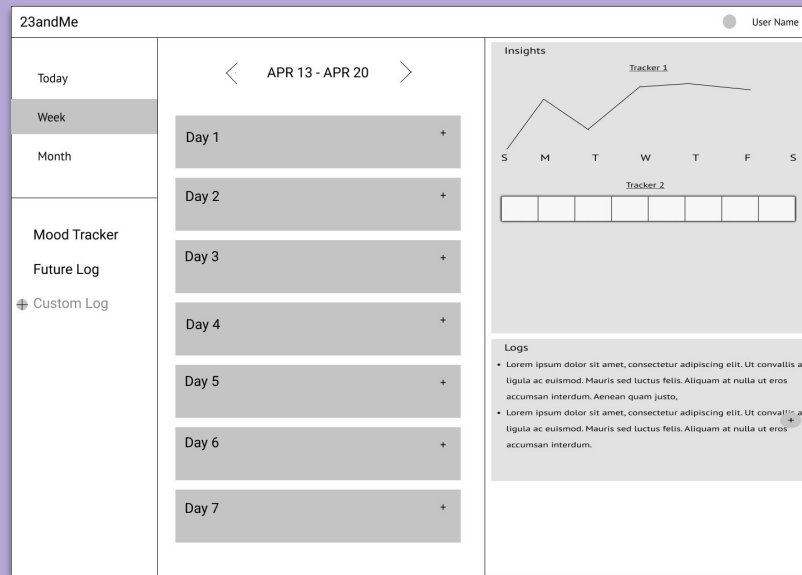 23andMe
User Name
Today
Week
Month
Mood Tracker
Future Log
Custom Log
APR 13 - APR 20
Day 1 +
Day 2 +
Day 3 +
Day 4 +
Day 5 +
Day 6 +
Day 7 +
Insights
Tracker 1
S M T W T F S
Tracker 2
Logs
• Lorem ipsum dolor sit amet, consectetur adipiscing elit. Ut convallis a
ligula ac euismod. Mauris sed luctus felis. Aliquam at nulla ut eros
accumsan interdum. Aenean quam justo,
• Lorem ipsum dolor sit amet, consectetur adipiscing elit. Ut convallis a
ligula ac euismod. Mauris sed luctus felis. Aliquam at nulla ut eros
accumsan interdum.
+